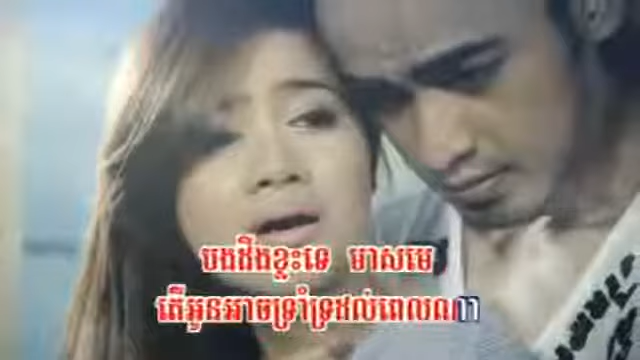 បងដឹងខ្លះទេ មាសមេ
តើអូនអាចទ្រាំទ្រដល់ពេលណា